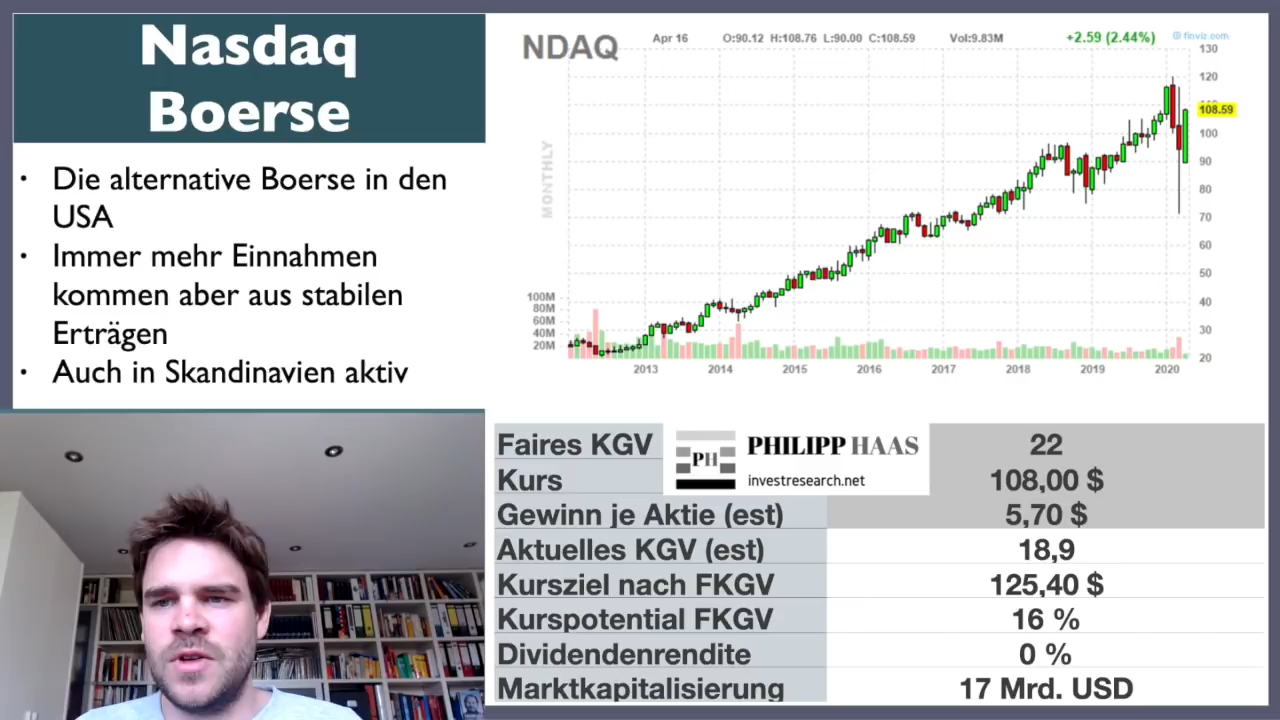 Nasdaq
Boerse
• Die alternative Boerse in den
USA
• Immer mehr Einnahmen
kommen aber aus stabilen
Erträgen
• Auch in Skandinavien aktiv
NDAQ
Apr 16 O:90.12 H:108.76 L:90.00 C:108.59 Vol:9.83M +2.59 (2.44%) © finviz.com
MONTHLY
130
120
108.59
100
90
80
70
60
50
40
30
20
100M
80M
60M
40M
20M
2013 2014 2015 2016 2017 2018 2019 2020
PH
PHILIPP HAAS
investresearch.net
Faires KGV 22
Kurs 108,00 $
Gewinn je Aktie (est) 5,70 $
Aktuelles KGV (est) 18,9
Kursziel nach FKGV 125,40 $
Kurspotential FKGV 16 %
Dividendenrendite 0 %
Marktkapitalisierung 17 Mrd. USD